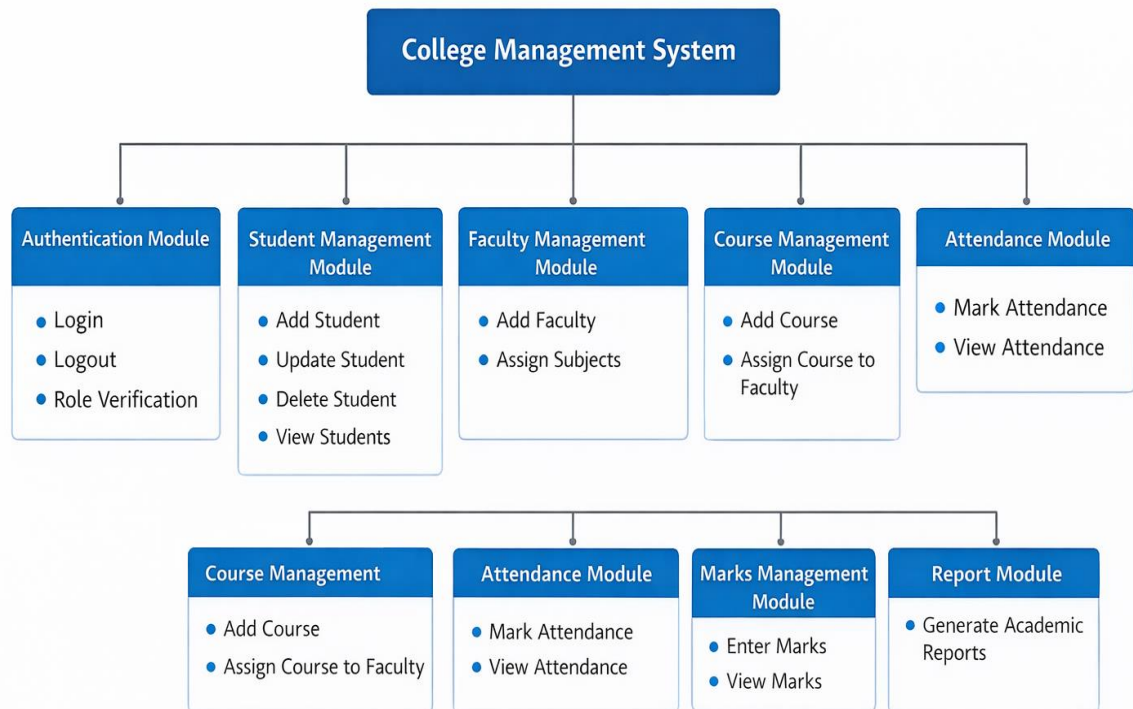 College Management System
Authentication Module
Login
Logout
Role Verification
Student Management
Module
Add Student
Update Student
Delete Student
View Students
Faculty Management
Module
Add Faculty
Assign Subjects
Course Management
Module
Add Course
Assign Course to
Faculty
Attendance Module
Mark Attendance
View Attendance
Course Management
Add Course
Assign Course to Faculty
Attendance Module
Mark Attendance
View Attendance
Marks Management
Module
Enter Marks
View Marks
Report Module
Generate Academic
Reports